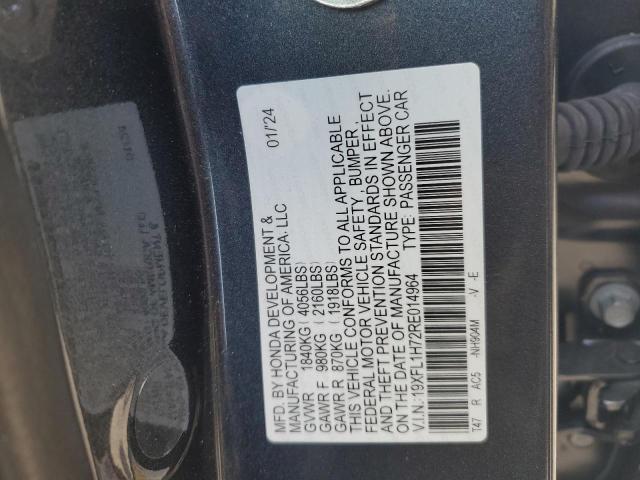 MFD. BY HONDA DEVELOPMENT &
MANUFACTURING OF AMERICA, LLC 01/'24
GVWR 1840KG (4056LBS)
GAWR F 980KG (2160LBS)
GAWR R 870KG (1918LBS)
THIS VEHICLE CONFORMS TO ALL APPLICABLE
FEDERAL MOTOR VEHICLE SAFETY, BUMPER,
AND THEFT PREVENTION STANDARDS IN EFFECT
ON THE DATE OF MANUFACTURE SHOWN ABOVE.
V.I.N.:19XFL1H72RE014964 TYPE: PASSENGER CAR
T47 R AC5 -NH904M -V -E